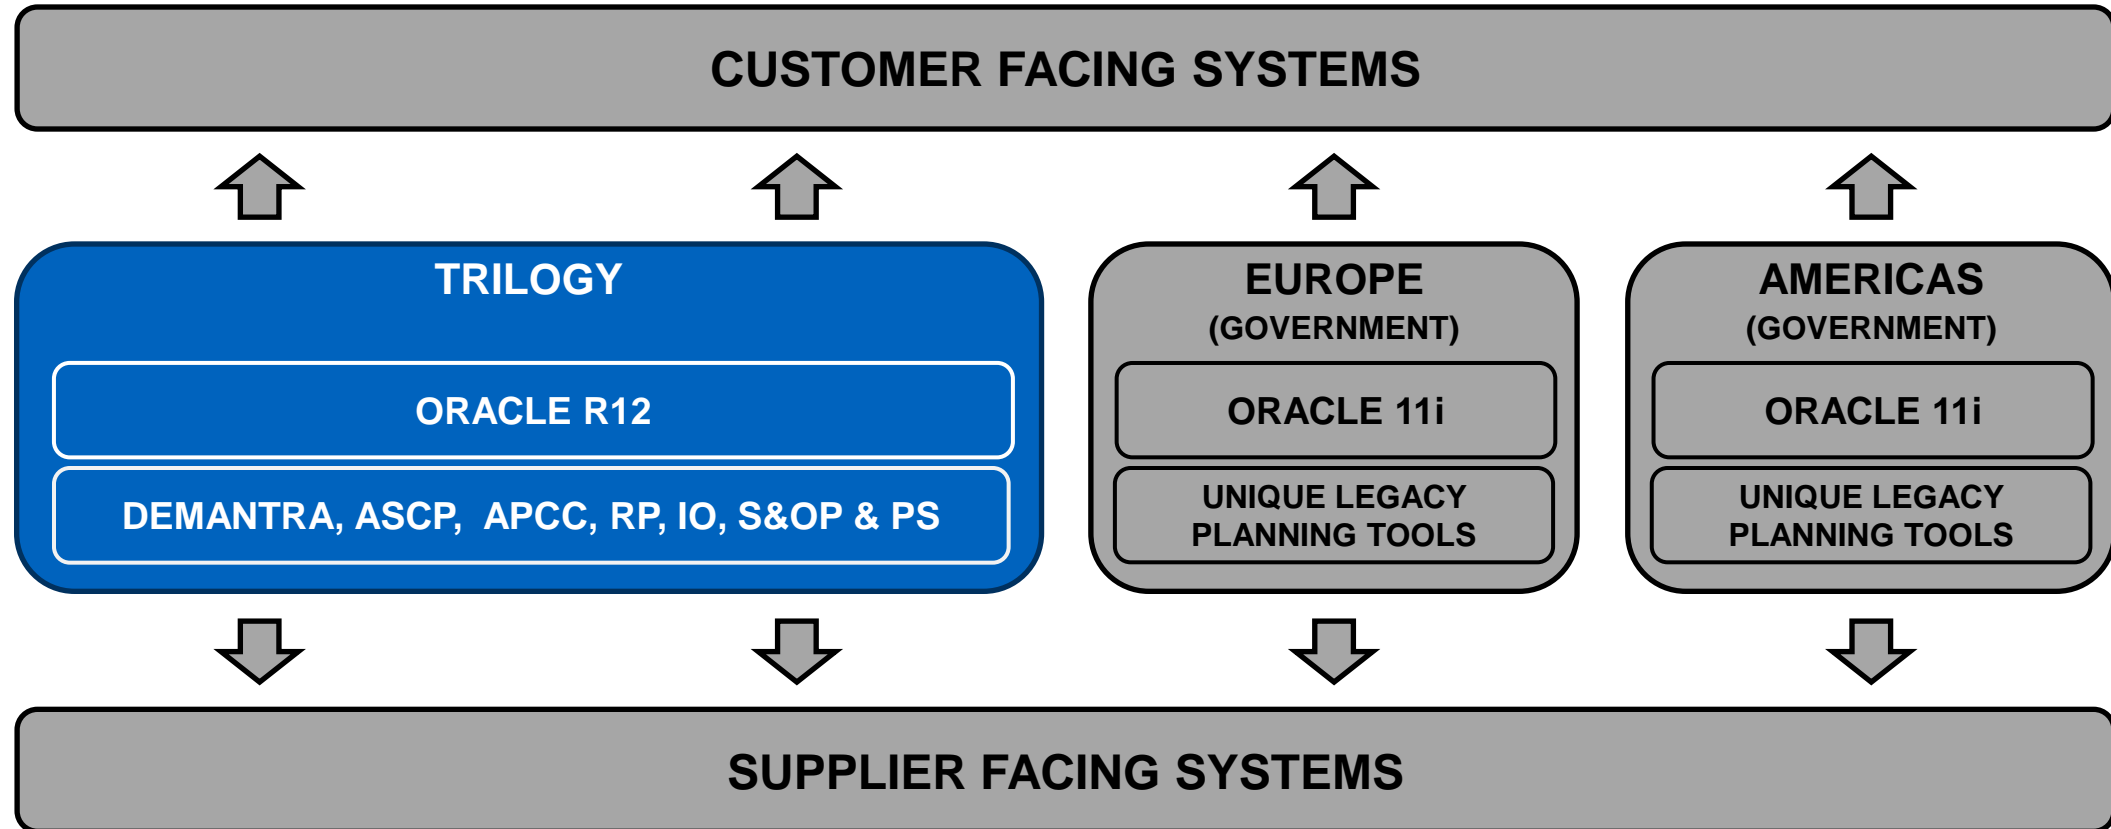 CUSTOMER FACING SYSTEMS
TRILOGY
ORACLE R12
DEMANTRA, ASCP,  APCC, RP, IO, S&OP & PS
EUROPE
(GOVERNMENT)
ORACLE 11i
UNIQUE LEGACY
PLANNING TOOLS
AMERICAS
(GOVERNMENT)
ORACLE 11i
UNIQUE LEGACY
PLANNING TOOLS
SUPPLIER FACING SYSTEMS